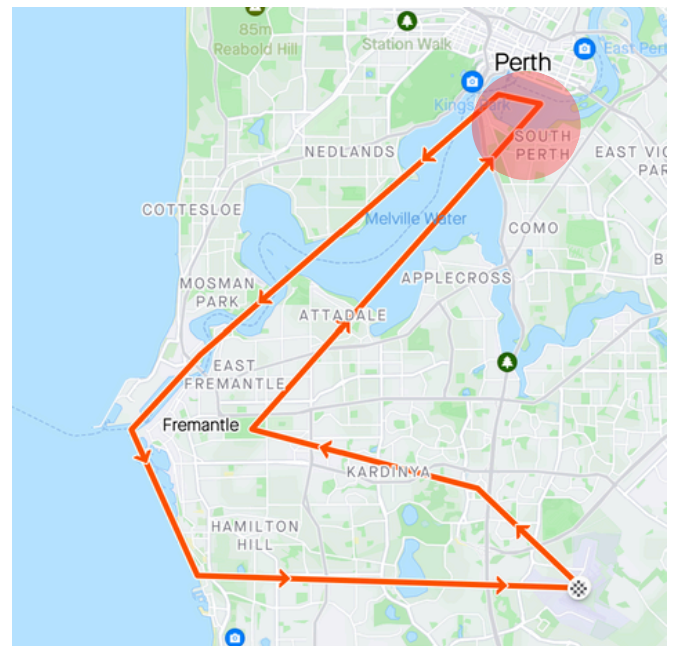 85m
Reabold Hill
Station Walk
Perth
East Pert
Kings Park
SOUTH
PERTH
EAST VIC
PAR
NEDLANDS
COTTESLOE
Melville Water
COMO
B
MOSMAN
PARK
APPLECROSS
ATTADALE
EAST
FREMANTLE
Fremantle
KARDINYA
HAMILTON
HILL